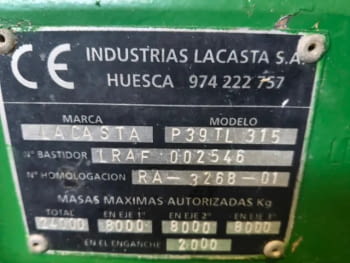 CE
INDUSTRIAS LACASTA S.A.
HUESCA 974 222 757
MARCA MODELO
LACASTA P39TL 315
Nº BASTIDOR LRAF 002546
Nº HOMOLOGACION RA-3268-01
MASAS MAXIMAS AUTORIZADAS Kg
TOTAL EN EJE 1º EN EJE 2º EN EJE 3º
24000 8000 8000 8000
EN EL ENGANCHE 2.000